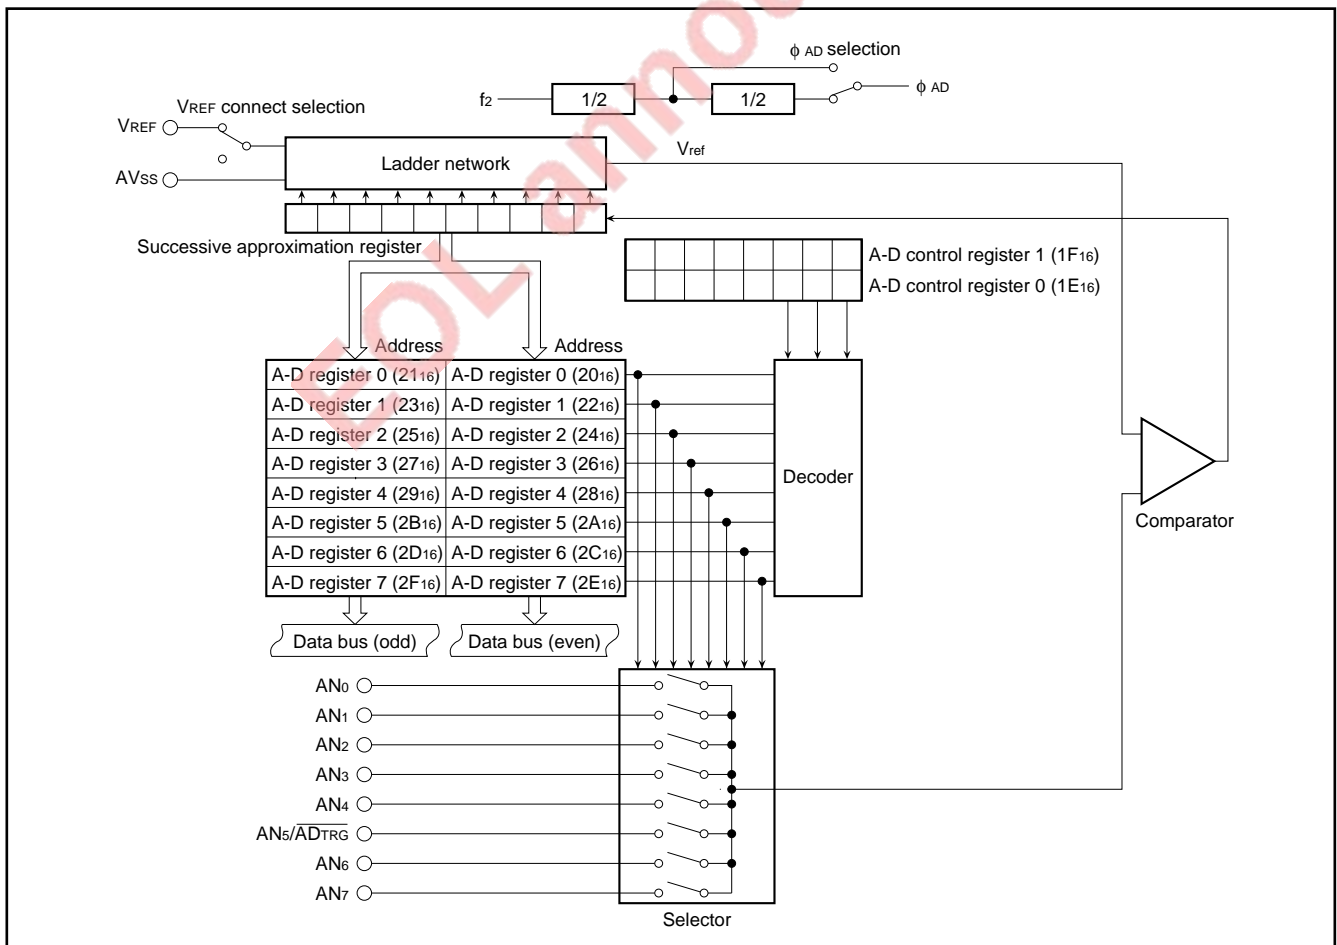 EOL annou
ϕ AD selection
f2
1/2
1/2
ϕ AD
VREF connect selection
VREF
AVSS
Ladder network
Vref
Successive approximation register
A-D control register 1 (1F16)
A-D control register 0 (1E16)
Address Address
A-D register 0 (2116) A-D register 0 (2016)
A-D register 1 (2316) A-D register 1 (2216)
A-D register 2 (2516) A-D register 2 (2416)
A-D register 3 (2716) A-D register 3 (2616)
A-D register 4 (2916) A-D register 4 (2816)
A-D register 5 (2B16) A-D register 5 (2A16)
A-D register 6 (2D16) A-D register 6 (2C16)
A-D register 7 (2F16) A-D register 7 (2E16)
Decoder
Comparator
Data bus (odd) Data bus (even)
AN0
AN1
AN2
AN3
AN4
AN5/ADTRG
AN6
AN7
Selector